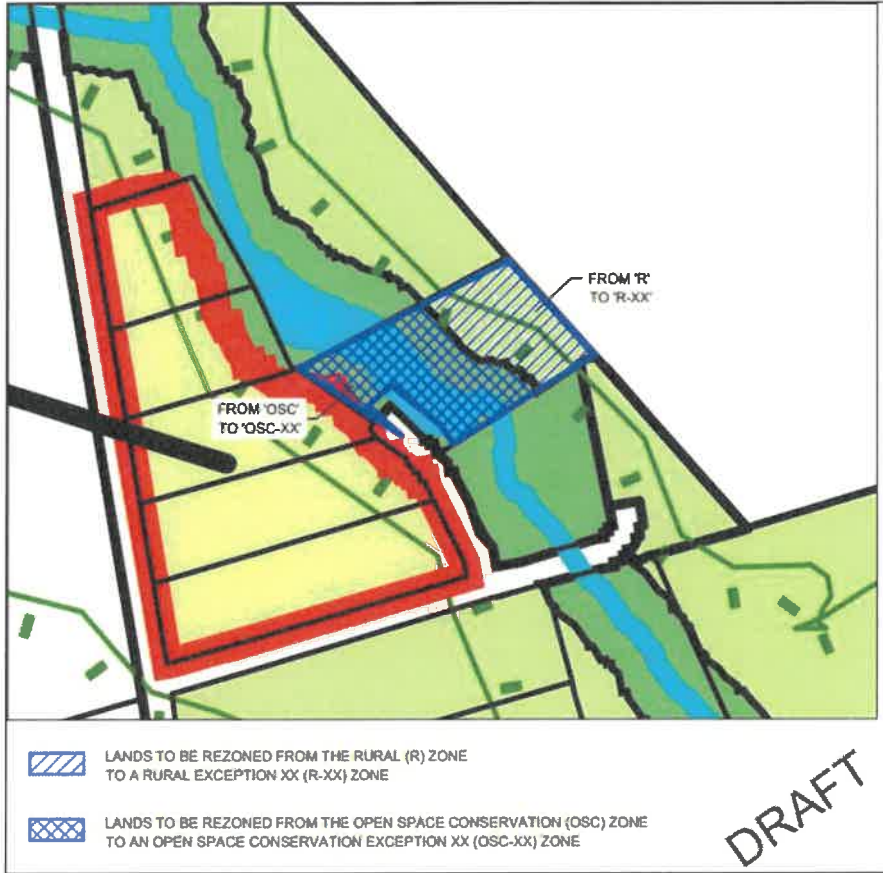 FROM 'R'
TO 'R-XX'
FROM 'OSC'
TO 'OSC-XX'
LANDS TO BE REZONED FROM THE RURAL (R) ZONE
TO A RURAL EXCEPTION XX (R-XX) ZONE
LANDS TO BE REZONED FROM THE OPEN SPACE CONSERVATION (OSC) ZONE
TO AN OPEN SPACE CONSERVATION EXCEPTION XX (OSC-XX) ZONE
DRAFT